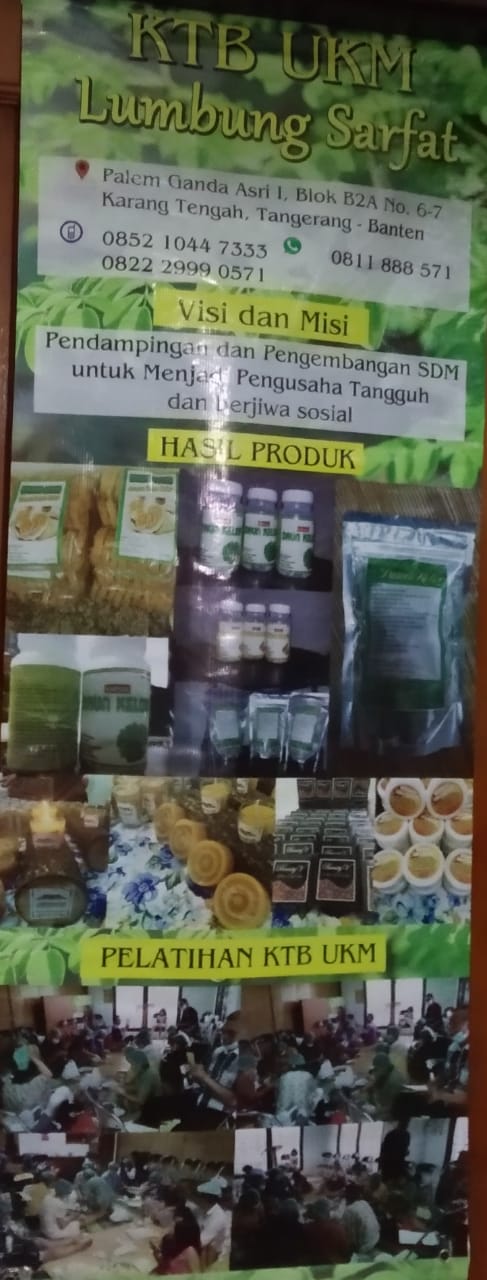 KTB UKM
Lumbung Sarfat
Palem Ganda Asri 1, Blok B2A No. 6-7
Karang Tengah, Tangerang - Banten
0852 1044 7333
0822 2999 0571
0811 888 571
Visi dan Misi
Pendampingan dan Pengembangan SDM
untuk Menjadi Pengusaha Tangguh
dan berjiwa sosial
HASIL PRODUK
PELATIHAN KTB UKM